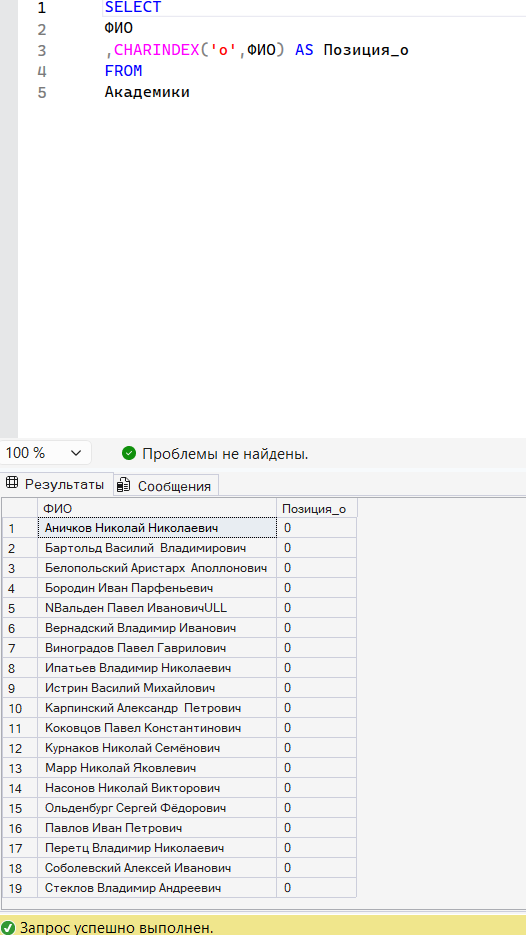 1 SELECT
2 ФИО
3 ,CHARINDEX('о',ФИО) AS Позиция_о
4 FROM
5 Академики
100 % Проблемы не найдены.
Результаты Сообщения
ФИО Позиция_о
1 Аничков Николай Николаевич 0
2 Бартольд Василий  Владимирович 0
3 Белопольский Аристарх  Аполлонович 0
4 Бородин Иван Парфеньевич 0
5 NВальден Павел ИвановичULL 0
6 Вернадский Владимир Иванович 0
7 Виноградов Павел Гаврилович 0
8 Ипатьев Владимир Николаевич 0
9 Истрин Василий Михайлович 0
10 Карпинский Александр  Петрович 0
11 Коковцов Павел Константинович 0
12 Курнаков Николай Семёнович 0
13 Марр Николай Яковлевич 0
14 Насонов Николай Викторович 0
15 Ольденбург Сергей Фёдорович 0
16 Павлов Иван Петрович 0
17 Перетц Владимир Николаевич 0
18 Соболевский Алексей Иванович 0
19 Стеклов Владимир Андреевич 0
Запрос успешно выполнен.